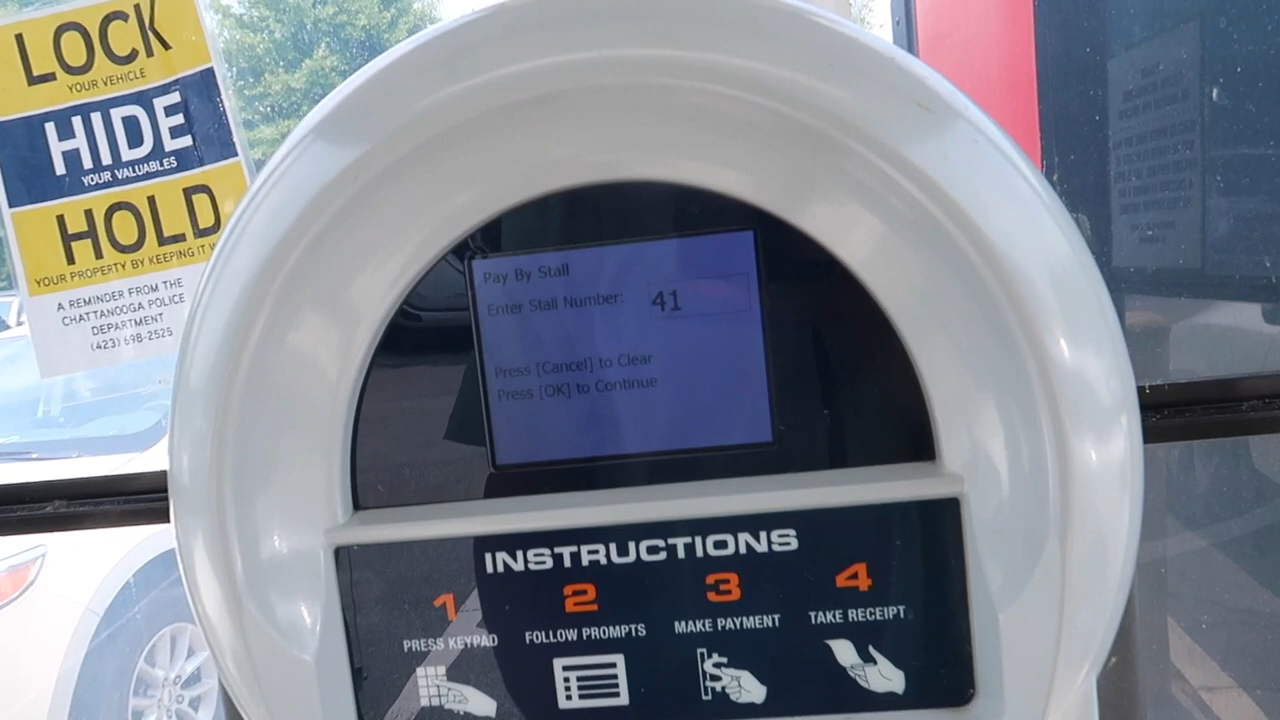 LOCK
YOUR VEHICLE
HIDE
YOUR VALUABLES
HOLD
YOUR PROPERTY BY KEEPING IT
A REMINDER FROM THE
CHATTANOOGA POLICE
DEPARTMENT
(423) 698-2525
Pay By Stall
Enter Stall Number: 41
Press [Cancel] to Clear
Press [OK] to Continue
INSTRUCTIONS
1 2 3 4
PRESS KEYPAD FOLLOW PROMPTS MAKE PAYMENT TAKE RECEIPT